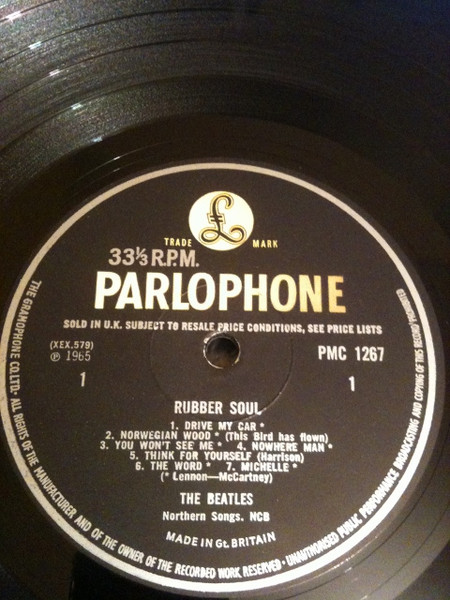 £
TRADE MARK
33⅓ R.P.M.
PARLOPHONE
SOLD IN U.K. SUBJECT TO RESALE PRICE CONDITIONS, SEE PRICE LISTS
(XEX.579)
Ⓟ 1965
PMC 1267
1
1
RUBBER SOUL
1. DRIVE MY CAR *
2. NORWEGIAN WOOD * (This Bird has flown)
3. YOU WON'T SEE ME * 4. NOWHERE MAN *
5. THINK FOR YOURSELF (Harrison)
6. THE WORD * 7. MICHELLE *
(* Lennon—McCartney)
THE BEATLES
Northern Songs. NCB
MADE IN Gt. BRITAIN
THE GRAMOPHONE CO. LTD. · ALL RIGHTS OF THE MANUFACTURER AND OF THE OWNER OF THE RECORDED WORK RESERVED · UNAUTHORISED PUBLIC PERFORMANCE BROADCASTING AND COPYING OF THIS RECORD PROHIBITED